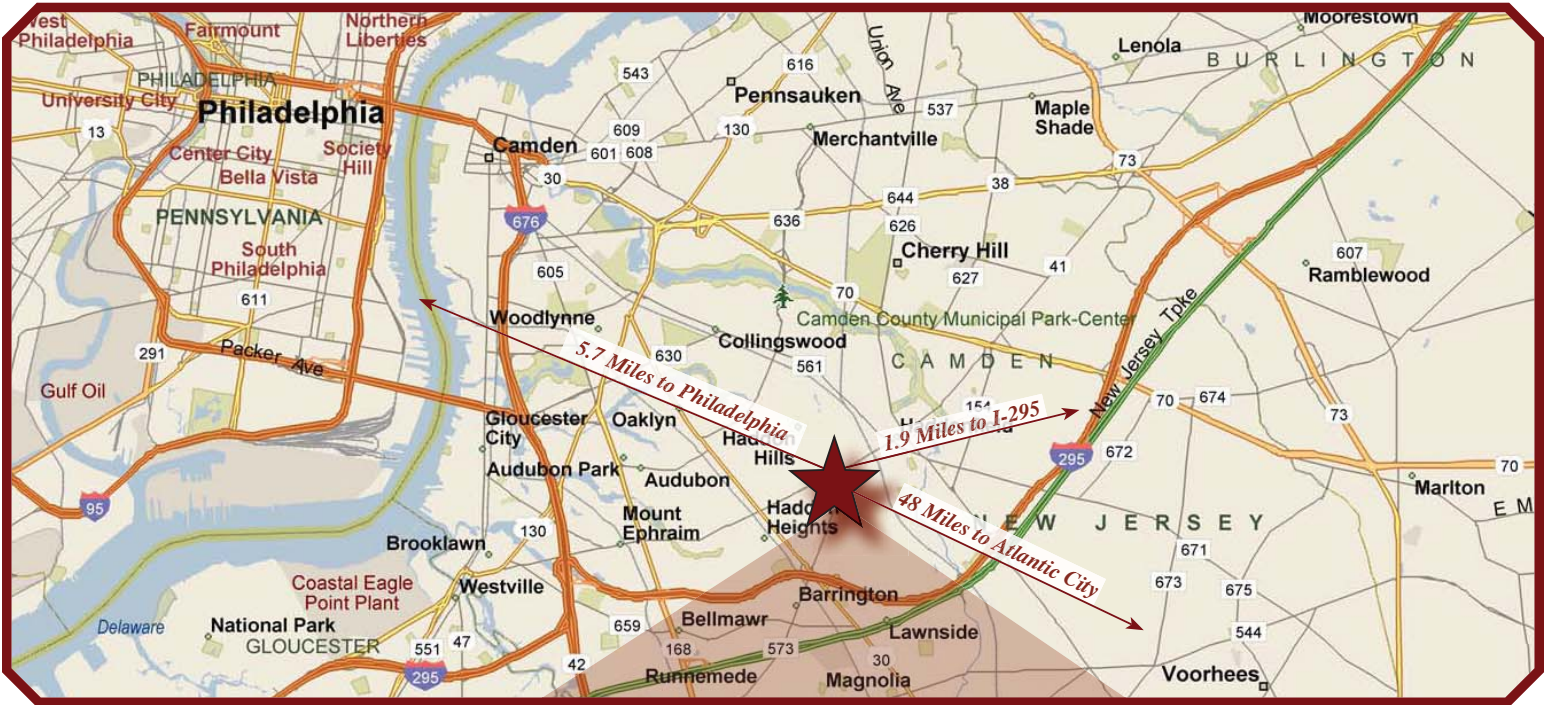 West
Philadelphia
Fairmount
Northern
Liberties
Moorestown
Lenola
BURLINGTON
Union Ave
616
543
PHILADELPHIA
University City
Philadelphia
Pennsauken
537
Maple
Shade
13
609
130
Merchantville
Center City
Society
Hill
Camden
601
608
73
Bella Vista
30
38
644
PENNSYLVANIA
676
636
626
South
Philadelphia
Cherry Hill
607
605
627
41
Ramblewood
611
70
Woodlynne
Camden County Municipal Park-Center
New Jersey Tpke
Collingswood
291
Packer Ave
630
561
CAMDEN
5.7 Miles to Philadelphia
Gulf Oil
154
70
674
73
Gloucester
City
Oaklyn
1.9 Miles to I-295
Haddon
Hills
295
672
Audubon Park
Audubon
70
Marlton
95
48 Miles to Atlantic City
Haddon
Heights
NEW JERSEY
E M
Mount
Ephraim
130
Brooklawn
671
Coastal Eagle
Point Plant
Westville
673
675
Barrington
Delaware
National Park
GLOUCESTER
659
Bellmawr
Lawnside
544
551
47
168
573
42
30
295
Runnemede
Magnolia
Voorhees